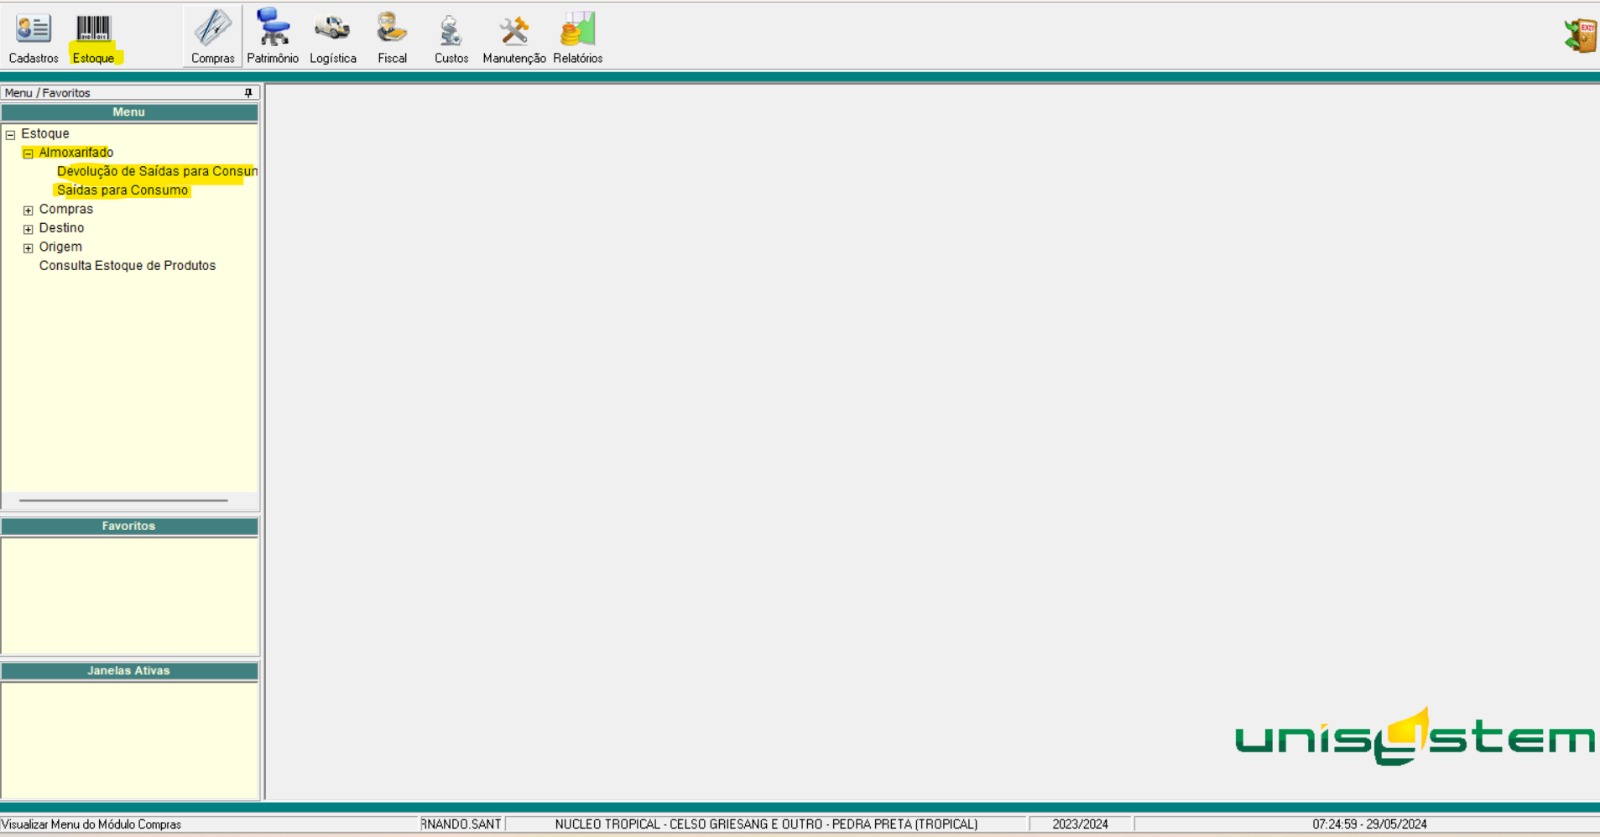 Cadastros
Estoque
Compras
Patrimônio
Logística
Fiscal
Custos
Manutenção
Relatórios
EXIT
Menu / Favoritos
Menu
Estoque
Almoxarifado
Devolução de Saídas para Consun
Saídas para Consumo
Compras
Destino
Origem
Consulta Estoque de Produtos
Favoritos
Janelas Ativas
unisystem
Visualizar Menu do Módulo Compras
RNANDO.SANT
NUCLEO TROPICAL - CELSO GRIESANG E OUTRO - PEDRA PRETA (TROPICAL)
2023/2024
07:24:59 - 29/05/2024